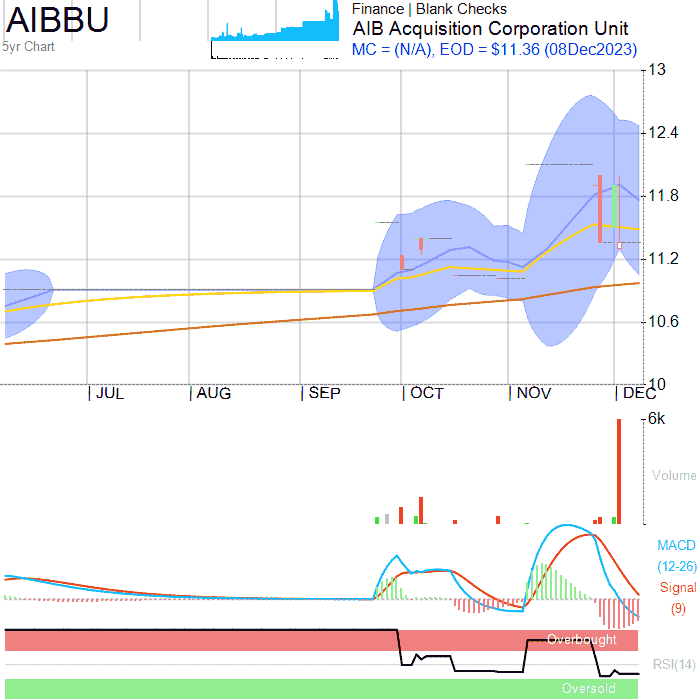 AIBBU
5yr Chart
Finance | Blank Checks
AIB Acquisition Corporation Unit
MC = (N/A), EOD = $11.36 (08Dec2023)
13
12.4
11.8
11.2
10.6
10
JUL
AUG
SEP
OCT
NOV
DEC
6k
Volume
MACD
(12-26)
Signal
(9)
Overbought
RSI(14)
Oversold